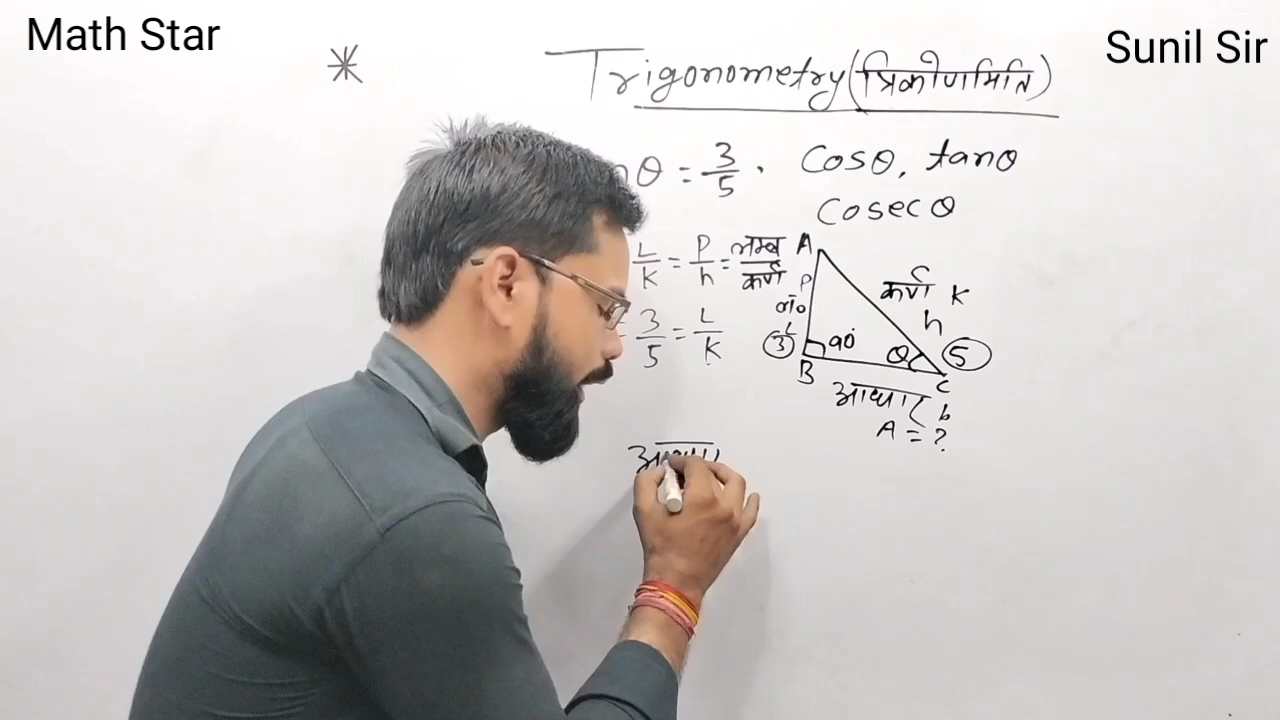 Math Star
Sunil Sir
* Trigonometry (त्रिकोणमिति)
θ = 3/5 . Cosθ, tanθ
Cosecθ
L/K = P/h = लम्ब/कर्ण
3/5 = L/K
A
P
लं०
L
3
B
90°
θ
C
5
कर्ण K
h
आधार b
A = ?
आधार